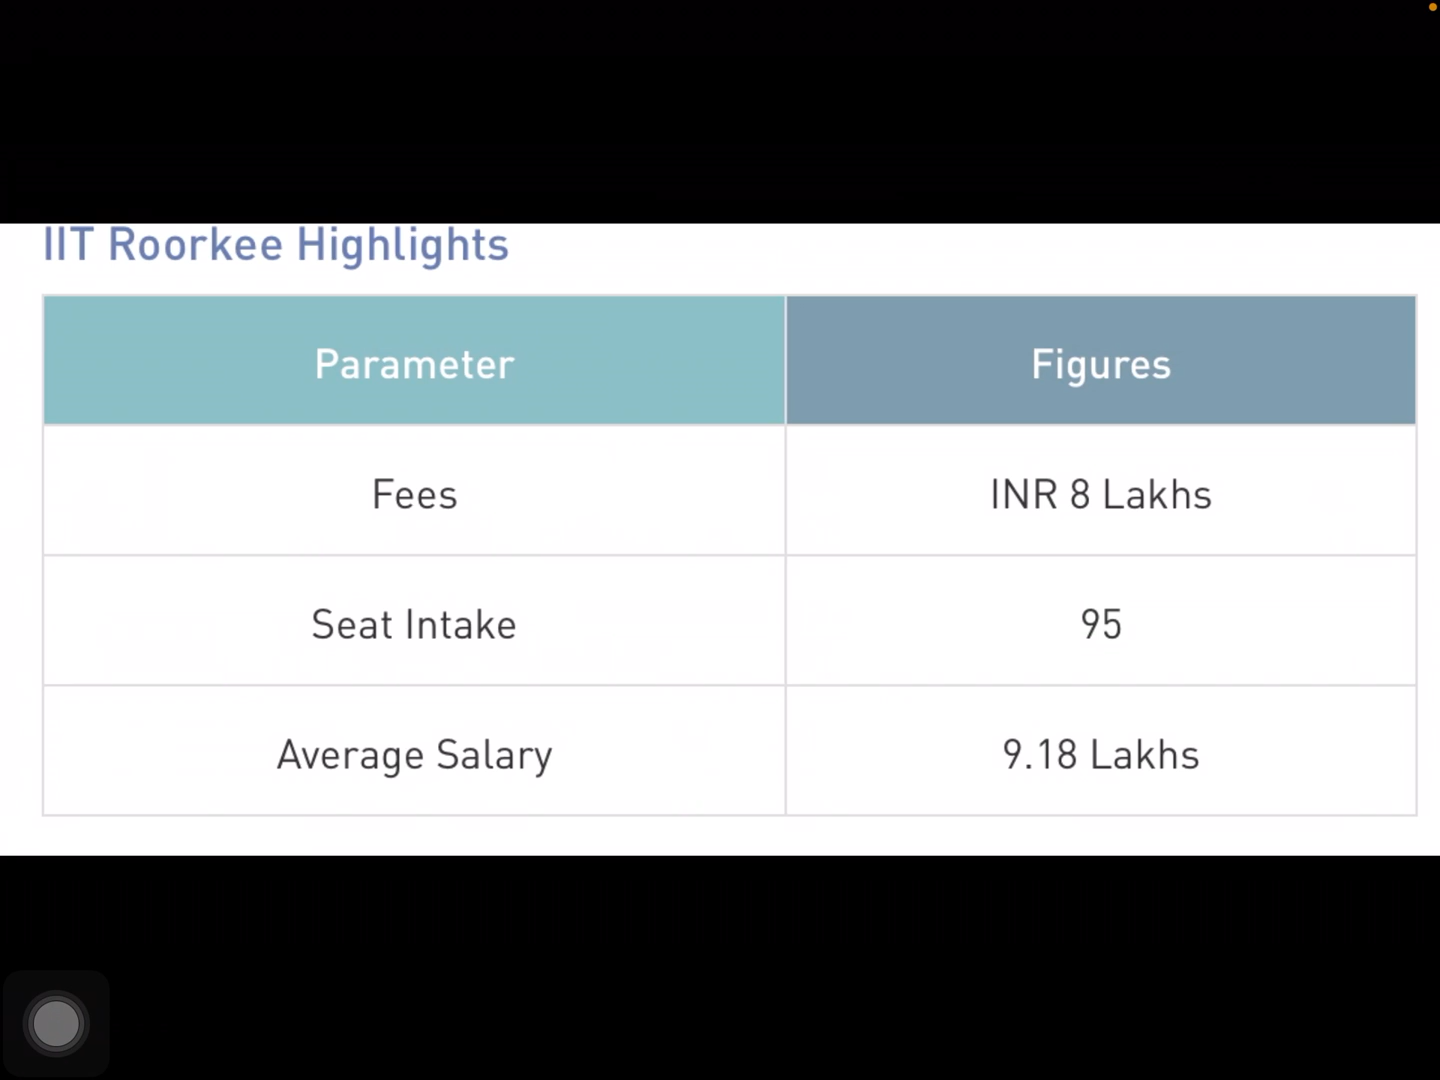 IIT Roorkee Highlights
Parameter Figures
Fees INR 8 Lakhs
Seat Intake 95
Average Salary 9.18 Lakhs